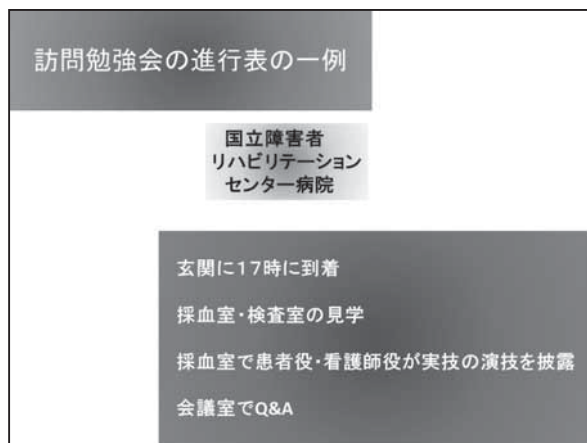 訪問勉強会の進行表の一例
国立障害者
リハビリテーション
センター病院
玄関に17時に到着
採血室・検査室の見学
採血室で患者役・看護師役が実技の演技を披露
会議室でQ&A